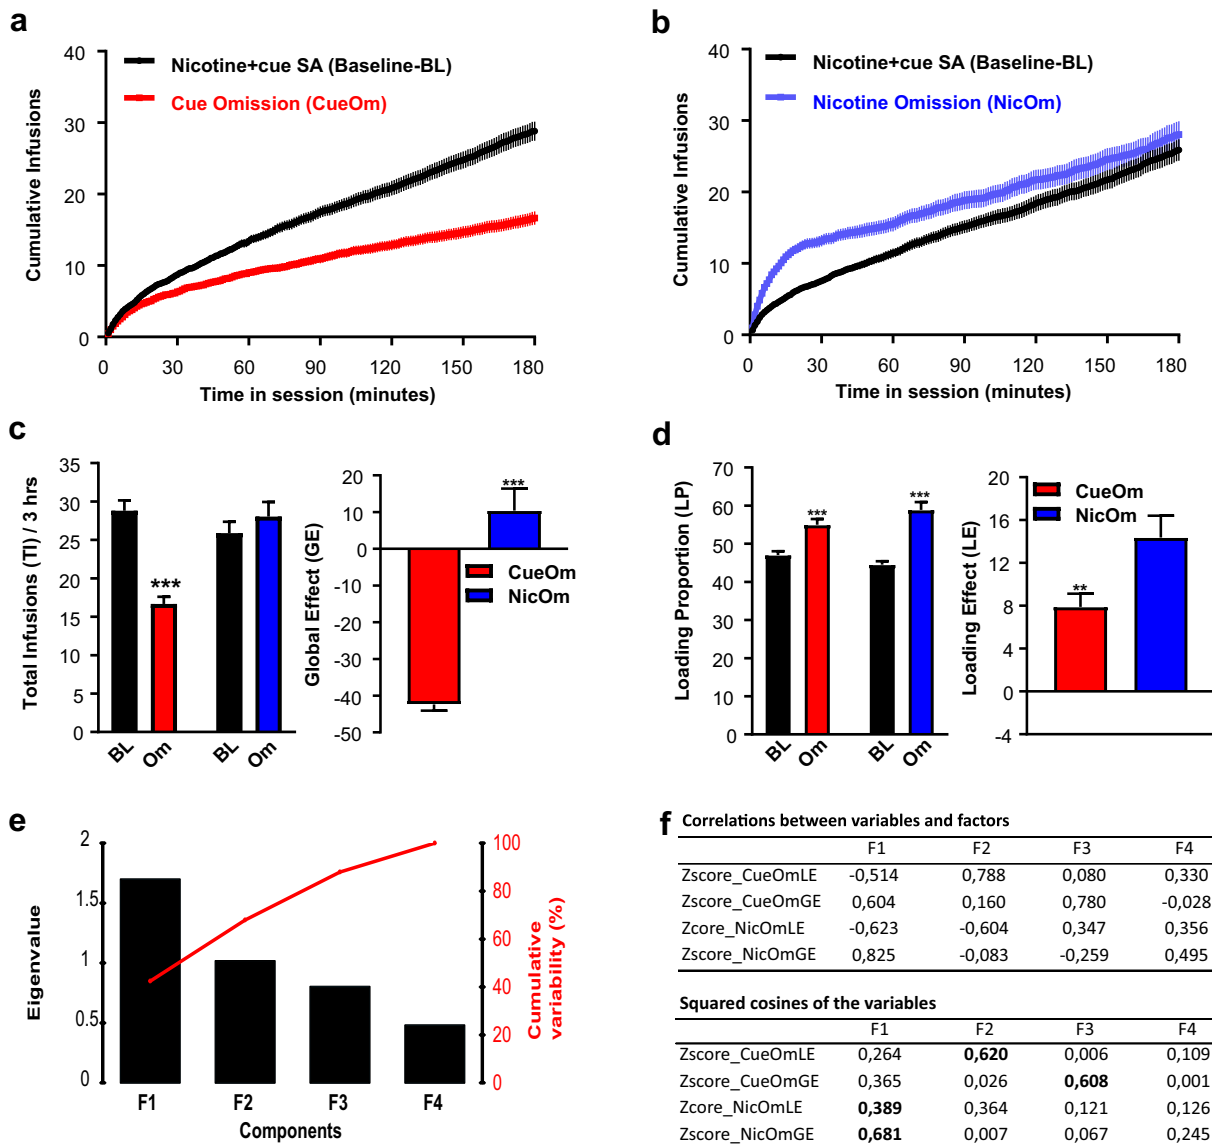 a
40
30
20
10
0
Cumulative Infusions
Nicotine+cue SA (Baseline-BL)
Cue Omission (CueOm)
0 30 60 90 120 150 180
Time in session (minutes)
b
40
30
20
10
0
Cumulative Infusions
Nicotine+cue SA (Baseline-BL)
Nicotine Omission (NicOm)
0 30 60 90 120 150 180
Time in session (minutes)
c
35
30
25
20
15
10
5
0
Total Infusions (TI) / 3 hrs
***
BL Om BL Om
20
10
0
-10
-20
-30
-40
-50
Global Effect (GE)
***
CueOm
NicOm
d
70
60
50
40
30
20
10
0
Loading Proportion (LP)
***
***
BL Om BL Om
20
16
12
8
4
0
-4
Loading Effect (LE)
CueOm
NicOm
**
e
2
1.5
1
0.5
0
Eigenvalue
100
80
60
40
20
0
Cumulative
variability (%)
F1 F2 F3 F4
Components
f
Correlations between variables and factors
F1 F2 F3 F4
Zscore_CueOmLE -0,514 0,788 0,080 0,330
Zscore_CueOmGE 0,604 0,160 0,780 -0,028
Zcore_NicOmLE -0,623 -0,604 0,347 0,356
Zscore_NicOmGE 0,825 -0,083 -0,259 0,495
Squared cosines of the variables
F1 F2 F3 F4
Zscore_CueOmLE 0,264 0,620 0,006 0,109
Zscore_CueOmGE 0,365 0,026 0,608 0,001
Zcore_NicOmLE 0,389 0,364 0,121 0,126
Zscore_NicOmGE 0,681 0,007 0,067 0,245